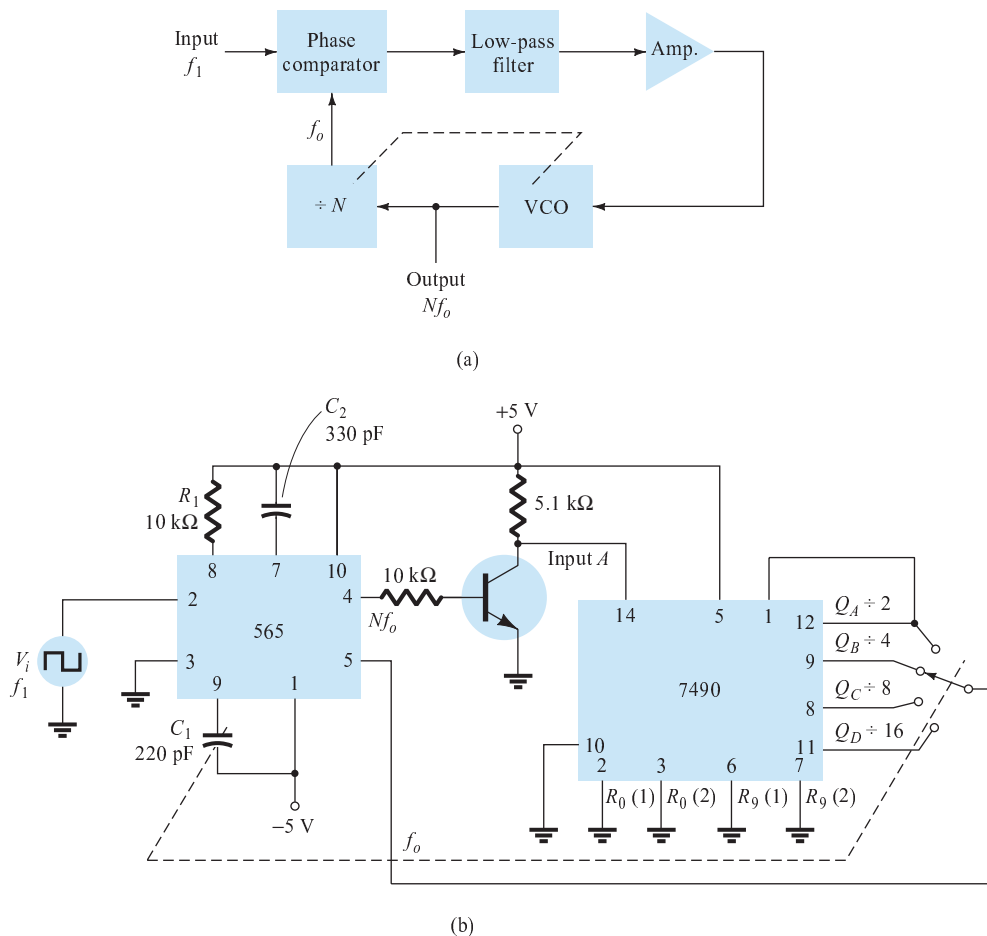 Input
f1
Phase
comparator
Low-pass
filter
Amp.
fo
÷ N
VCO
Output
Nfo
(a)
C2
330 pF
+5 V
R1
10 kΩ
5.1 kΩ
Input A
8
7
10
10 kΩ
2
4
Nfo
565
14
5
1
12
QA ÷ 2
QB ÷ 4
9
Vi
f1
3
5
9
1
7490
QC ÷ 8
8
C1
220 pF
QD ÷ 16
11
10
2
3
6
7
R0 (1)
R0 (2)
R9 (1)
R9 (2)
−5 V
fo
(b)